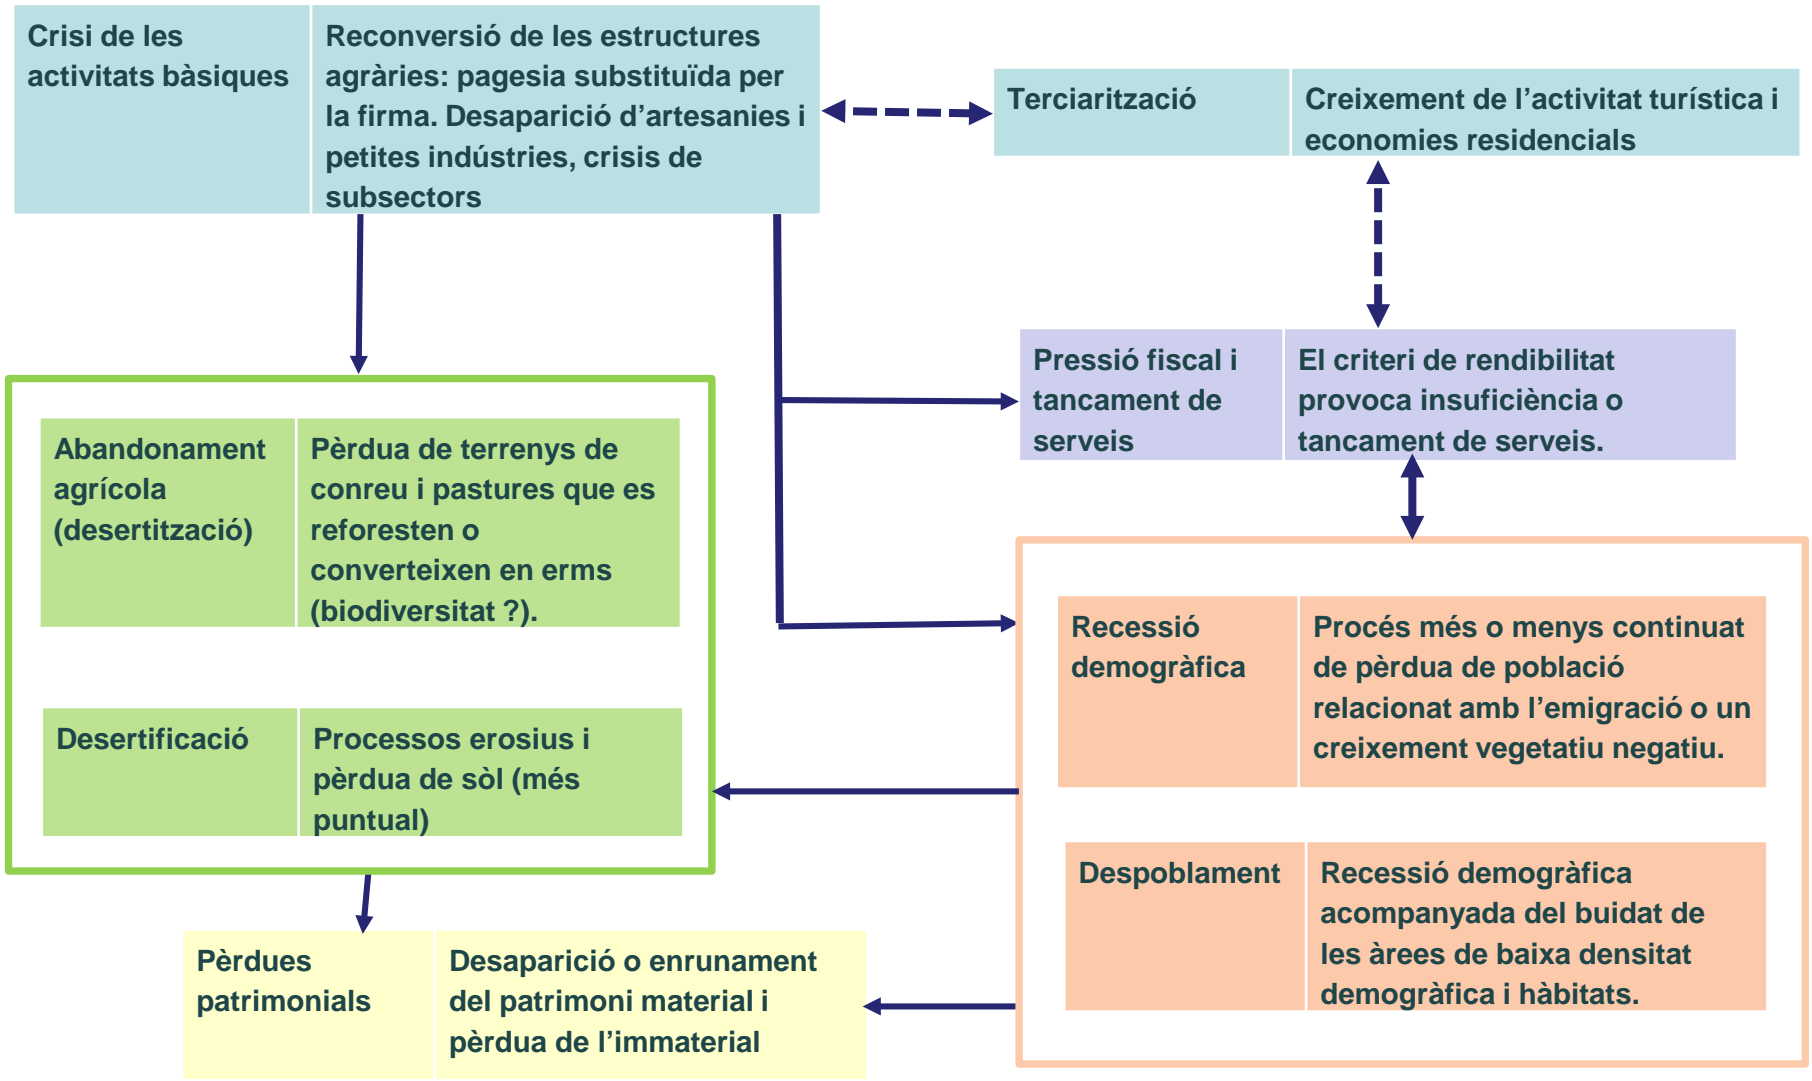 Crisi de les
activitats bàsiques
Reconversió de les estructures
agràries: pagesia substituïda per
la firma. Desaparició d’artesanies i
petites indústries, crisis de
subsectors
Terciarització
Creixement de l’activitat turística i
economies residencials
Pressió fiscal i
tancament de
serveis
El criteri de rendibilitat
provoca insuficiència o
tancament de serveis.
Abandonament
agrícola
(desertització)
Pèrdua de terrenys de
conreu i pastures que es
reforesten o
converteixen en erms
(biodiversitat ?).
Desertificació
Processos erosius i
pèrdua de sòl (més
puntual)
Recessió
demogràfica
Procés més o menys continuat
de pèrdua de població
relacionat amb l’emigració o un
creixement vegetatiu negatiu.
Despoblament
Recessió demogràfica
acompanyada del buidat de
les àrees de baixa densitat
demogràfica i hàbitats.
Pèrdues
patrimonials
Desaparició o enrunament
del patrimoni material i
pèrdua de l’immaterial